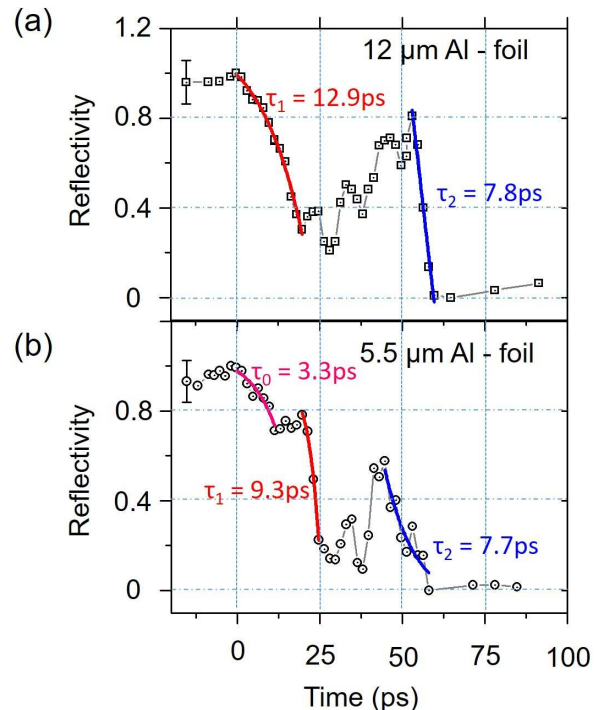 (a)
12 μm Al - foil
1.2
0.8
0.4
0
Reflectivity
τ1 = 12.9ps
τ2 = 7.8ps
(b)
5.5 μm Al - foil
0.8
0.4
0
Reflectivity
τ0 = 3.3ps
τ1 = 9.3ps
τ2 = 7.7ps
0 25 50 75 100
Time (ps)